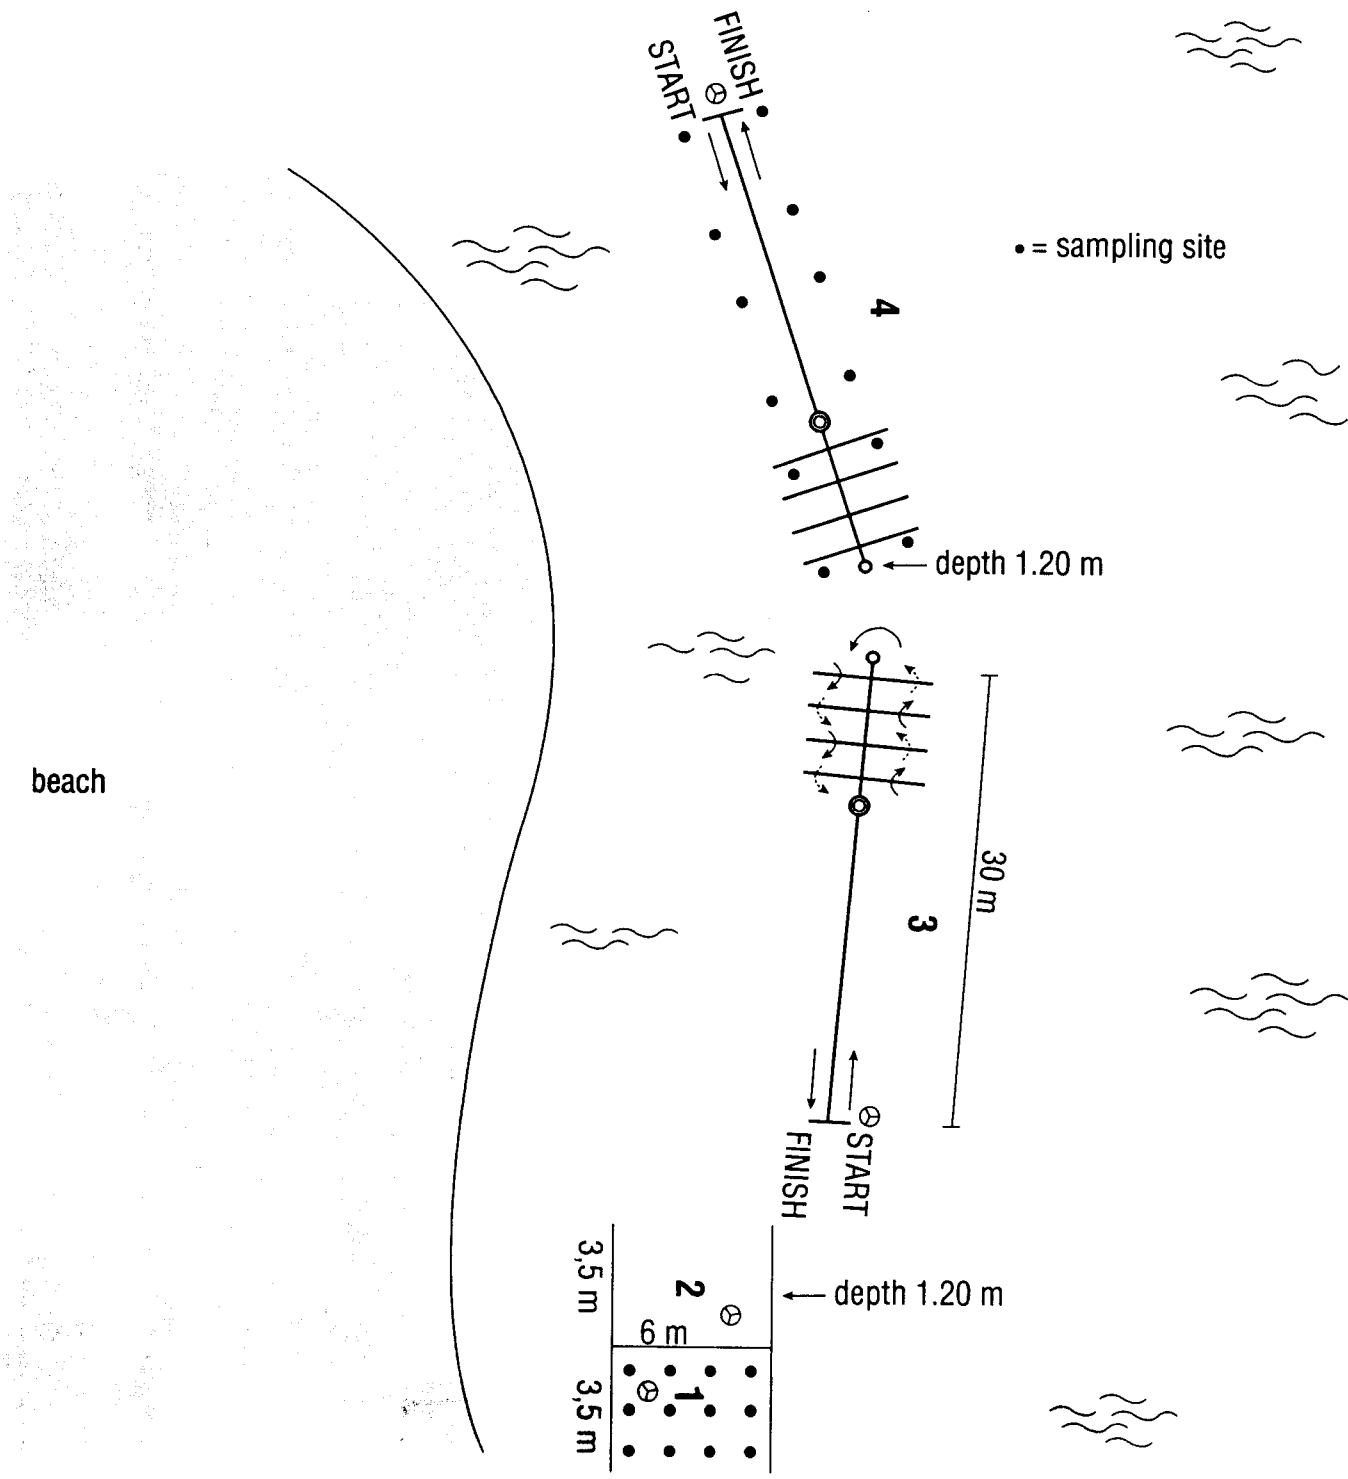 FINISH
START
• = sampling site
4
depth 1.20 m
beach
30 m
3
START
FINISH
3,5 m
2
depth 1.20 m
6 m
3,5 m
1